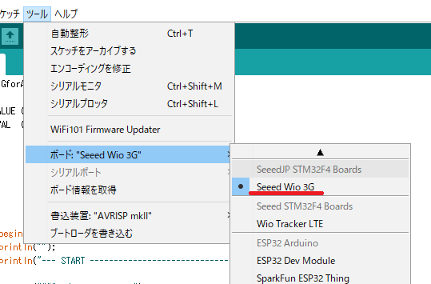 ケッチ ツール ヘルプ
自動整形 Ctrl+T
スケッチをアーカイブする
エンコーディングを修正
シリアルモニタ Ctrl+Shift+M
シリアルプロッタ Ctrl+Shift+L
WiFi101 Firmware Updater
ボード: "Seeed Wio 3G"
シリアルポート
ボード情報を取得
書込装置: "AVRISP mkII"
ブートローダを書き込む
SeeedJP STM32F4 Boards
Seeed Wio 3G
Seeed STM32F4 Boards
Wio Tracker LTE
ESP32 Arduino
ESP32 Dev Module
SparkFun ESP32 Thing
GforA
ALUE (
VAL (
begin
println("");
println("--- START ------------------------------